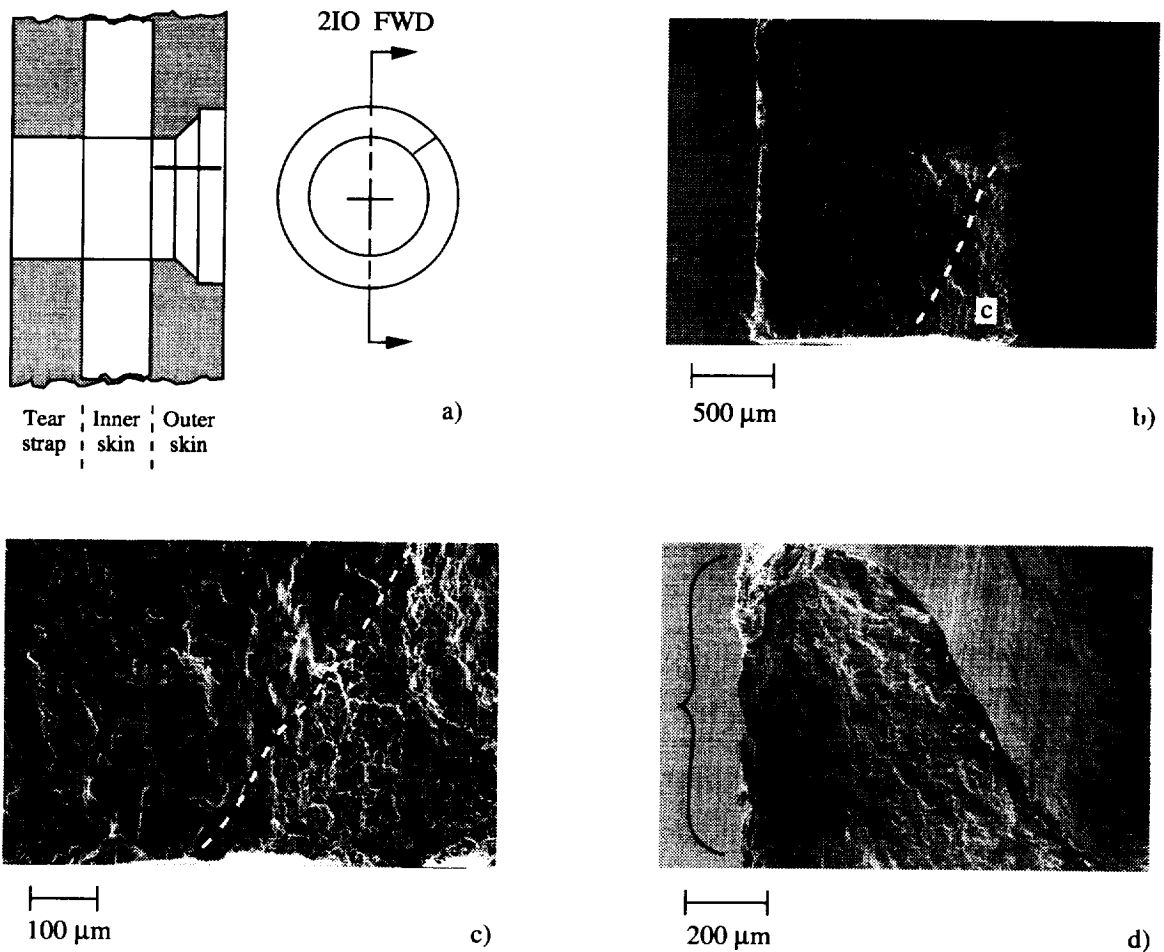 2IO FWD
a)
Tear strap
Inner skin
Outer skin
c
500 µm
b)
100 µm
c)
200 µm
d)